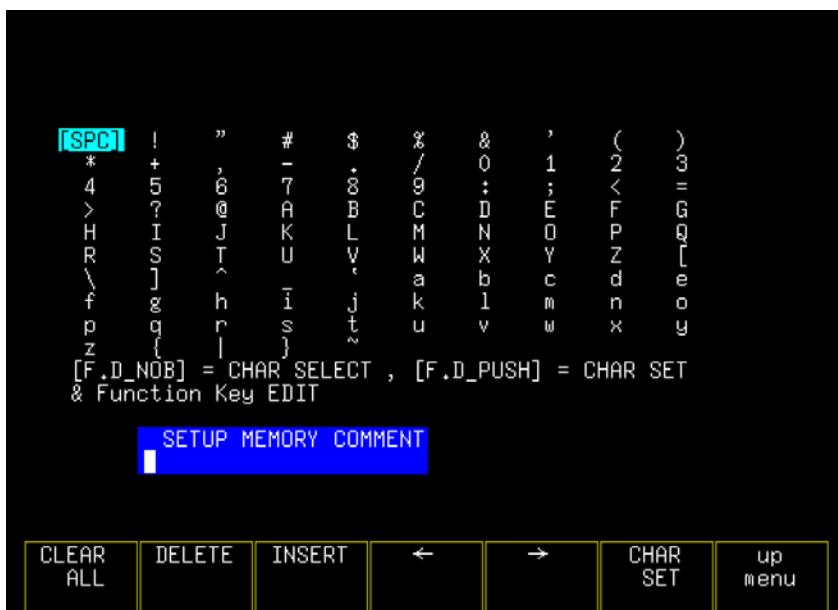 [SPC] ! " # $ % & ' ( )
* + , - . / 0 1 2 3
4 5 6 7 8 9 : ; < =
> ? @ A B C D E F G
H I J K L M N O P Q
R S T U V W X Y Z [
\ ] ^ _ ‛ a b c d e
f g h i j k l m n o
p q r s t u v w x y
z { | } ~
[F.D_NOB] = CHAR SELECT , [F.D_PUSH] = CHAR SET
& Function Key EDIT
SETUP MEMORY COMMENT
CLEAR ALL
DELETE
INSERT
←
→
CHAR SET
up menu